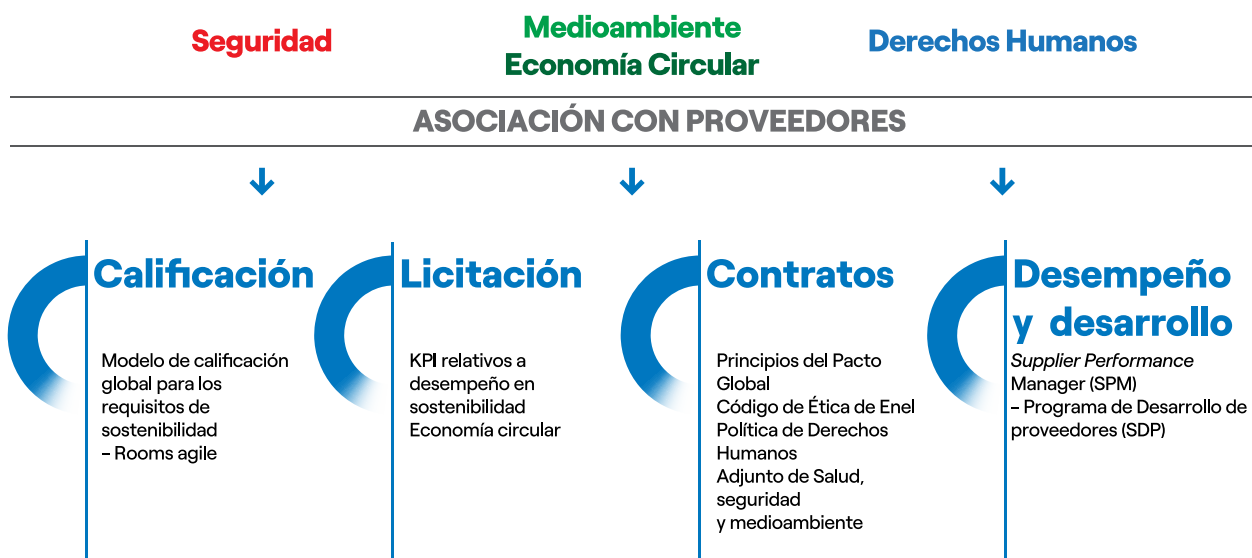 Seguridad
Medioambiente
Economía Circular
Derechos Humanos
ASOCIACIÓN CON PROVEEDORES
Calificación
Modelo de calificación
global para los
requisitos de
sostenibilidad
– Rooms agile
Licitación
KPI relativos a
desempeño en
sostenibilidad
Economía circular
Contratos
Principios del Pacto
Global
Código de Ética de Enel
Política de Derechos
Humanos
Adjunto de Salud,
seguridad
y medioambiente
Desempeño
y desarrollo
Supplier Performance
Manager (SPM)
– Programa de Desarrollo de
proveedores (SDP)